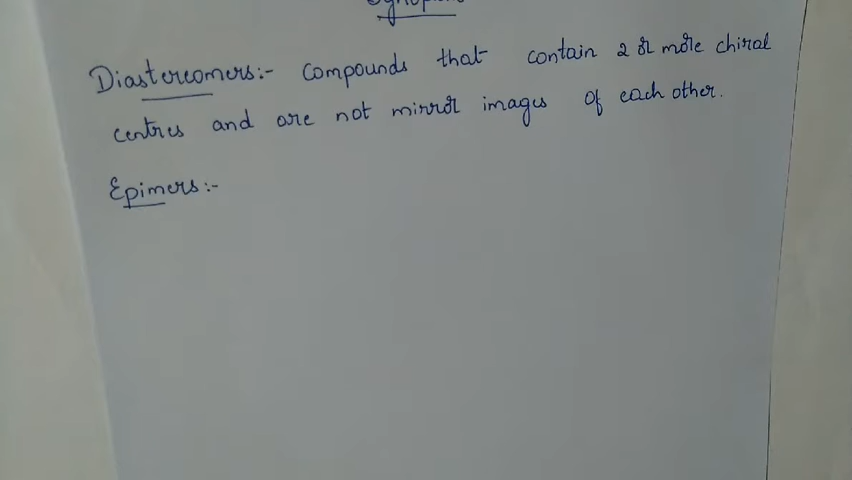 Diastereomers:- Compounds that contain 2 or more chiral
centres and are not mirror images of each other.
Epimers:-